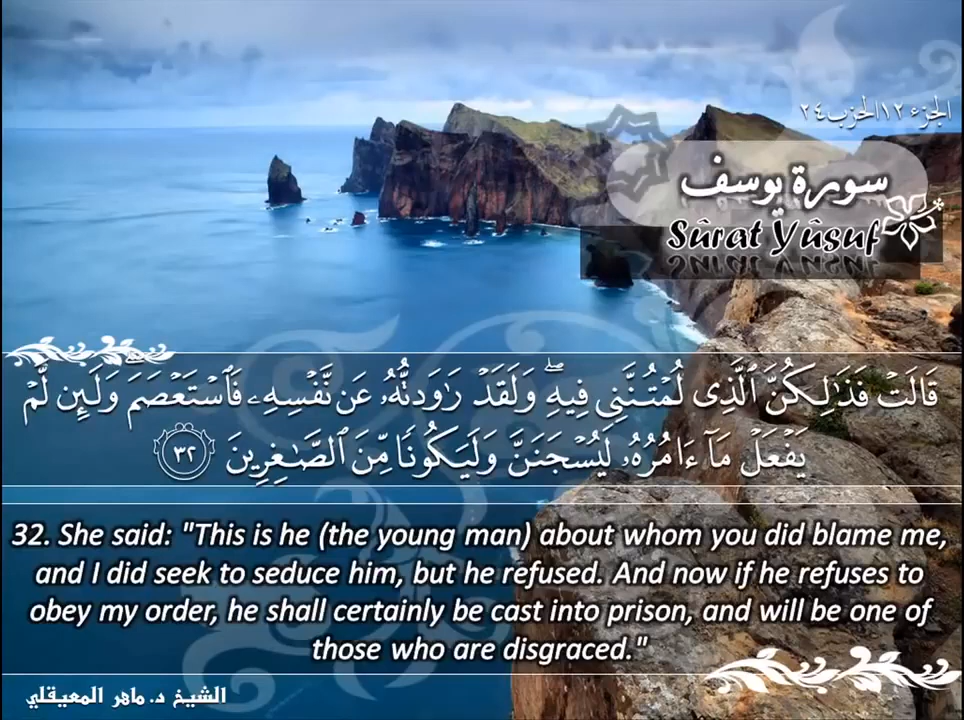 الجزء ١٢ الحزب ٢٤
سورة يوسف
Sûrat Yûsuf
قَالَتْ فَذَٰلِكُنَّ ٱلَّذِى لُمْتُنَّنِى فِيهِ ۖ وَلَقَدْ رَٰوَدتُّهُۥ عَن نَّفْسِهِۦ فَٱسْتَعْصَمَ ۖ وَلَئِن لَّمْ
يَفْعَلْ مَآ ءَامُرُهُۥ لَيُسْجَنَنَّ وَلَيَكُونًا مِّنَ ٱلصَّٰغِرِينَ ٣٢
32. She said: "This is he (the young man) about whom you did blame me,
and I did seek to seduce him, but he refused. And now if he refuses to
obey my order, he shall certainly be cast into prison, and will be one of
those who are disgraced."
الشيخ د. ماهر المعيقلي